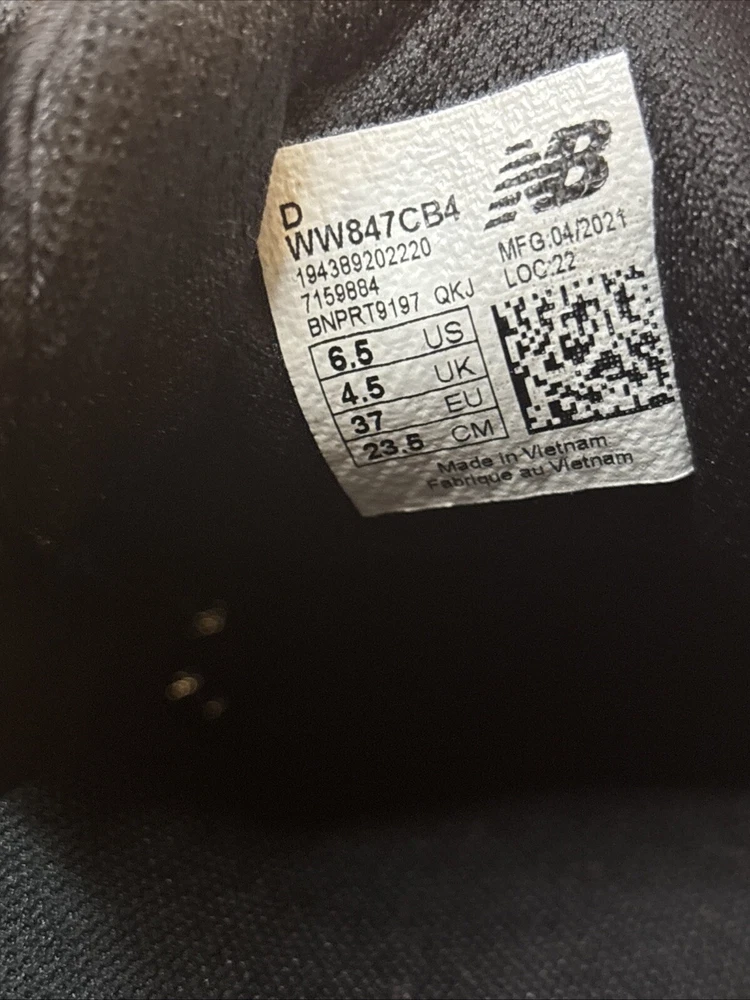 D
WW847CB4
194389202220
7159884
BNPRT9197 QKJ
NB
MFG:04/2021
LOC:22
6.5 US
4.5 UK
37 EU
23.5 CM
Made in Vietnam
Fabrique au Vietnam